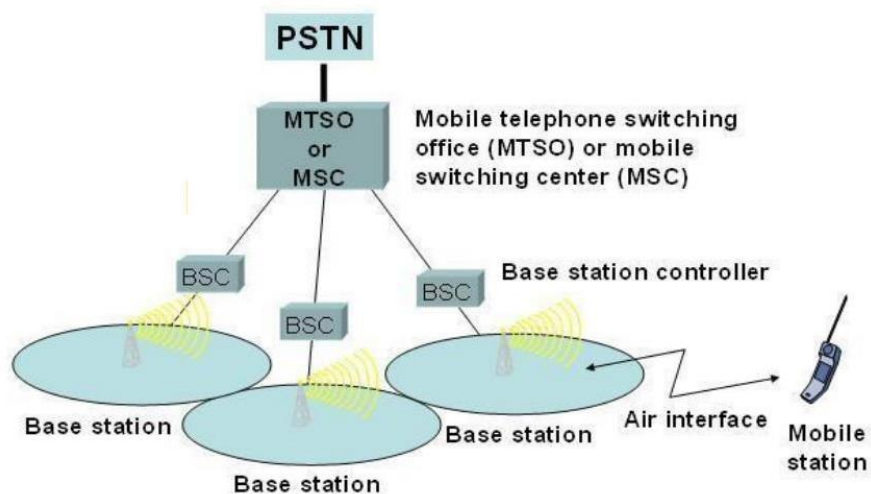 PSTN
MTSO
or
MSC
Mobile telephone switching
office (MTSO) or mobile
switching center (MSC)
BSC
BSC
BSC
Base station controller
Base station
Base station
Base station
Air interface
Mobile
station